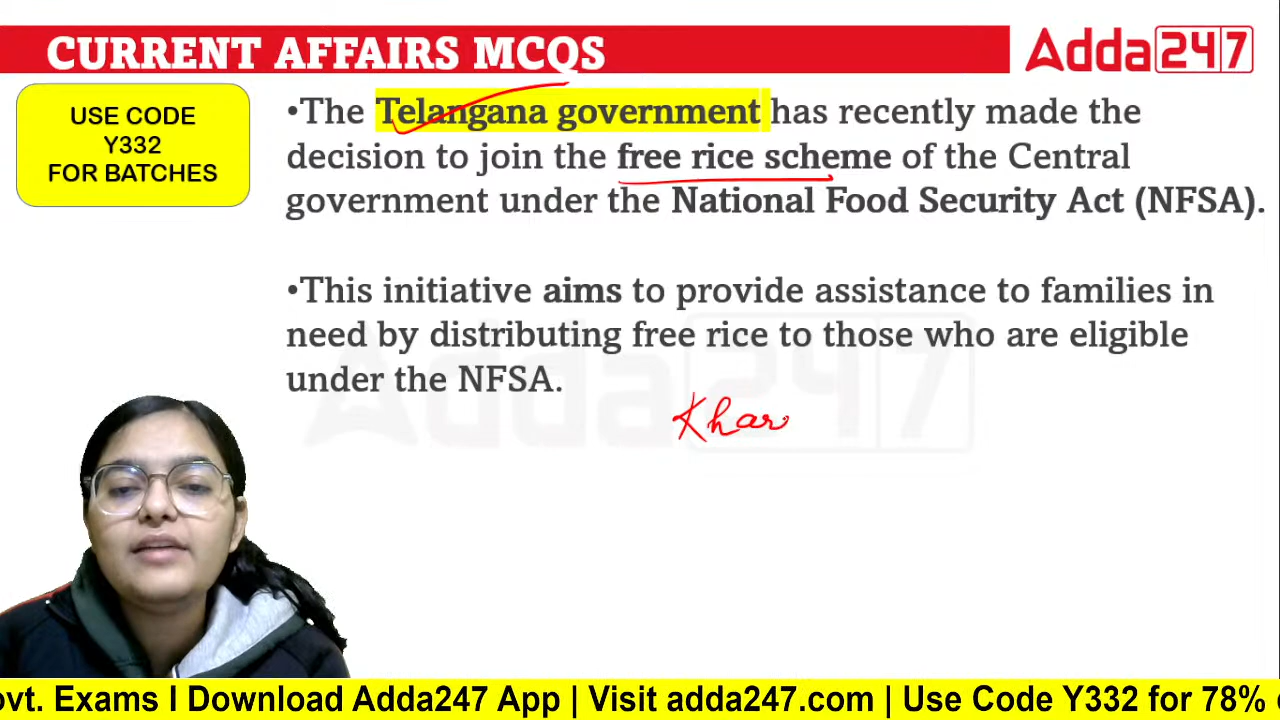 CURRENT AFFAIRS MCQS
Adda247
USE CODE
Y332
FOR BATCHES
•The Telangana government has recently made the
decision to join the free rice scheme of the Central
government under the National Food Security Act (NFSA).
•This initiative aims to provide assistance to families in
need by distributing free rice to those who are eligible
under the NFSA.
Adda247
Khar
ovt. Exams I Download Adda247 App | Visit adda247.com | Use Code Y332 for 78%